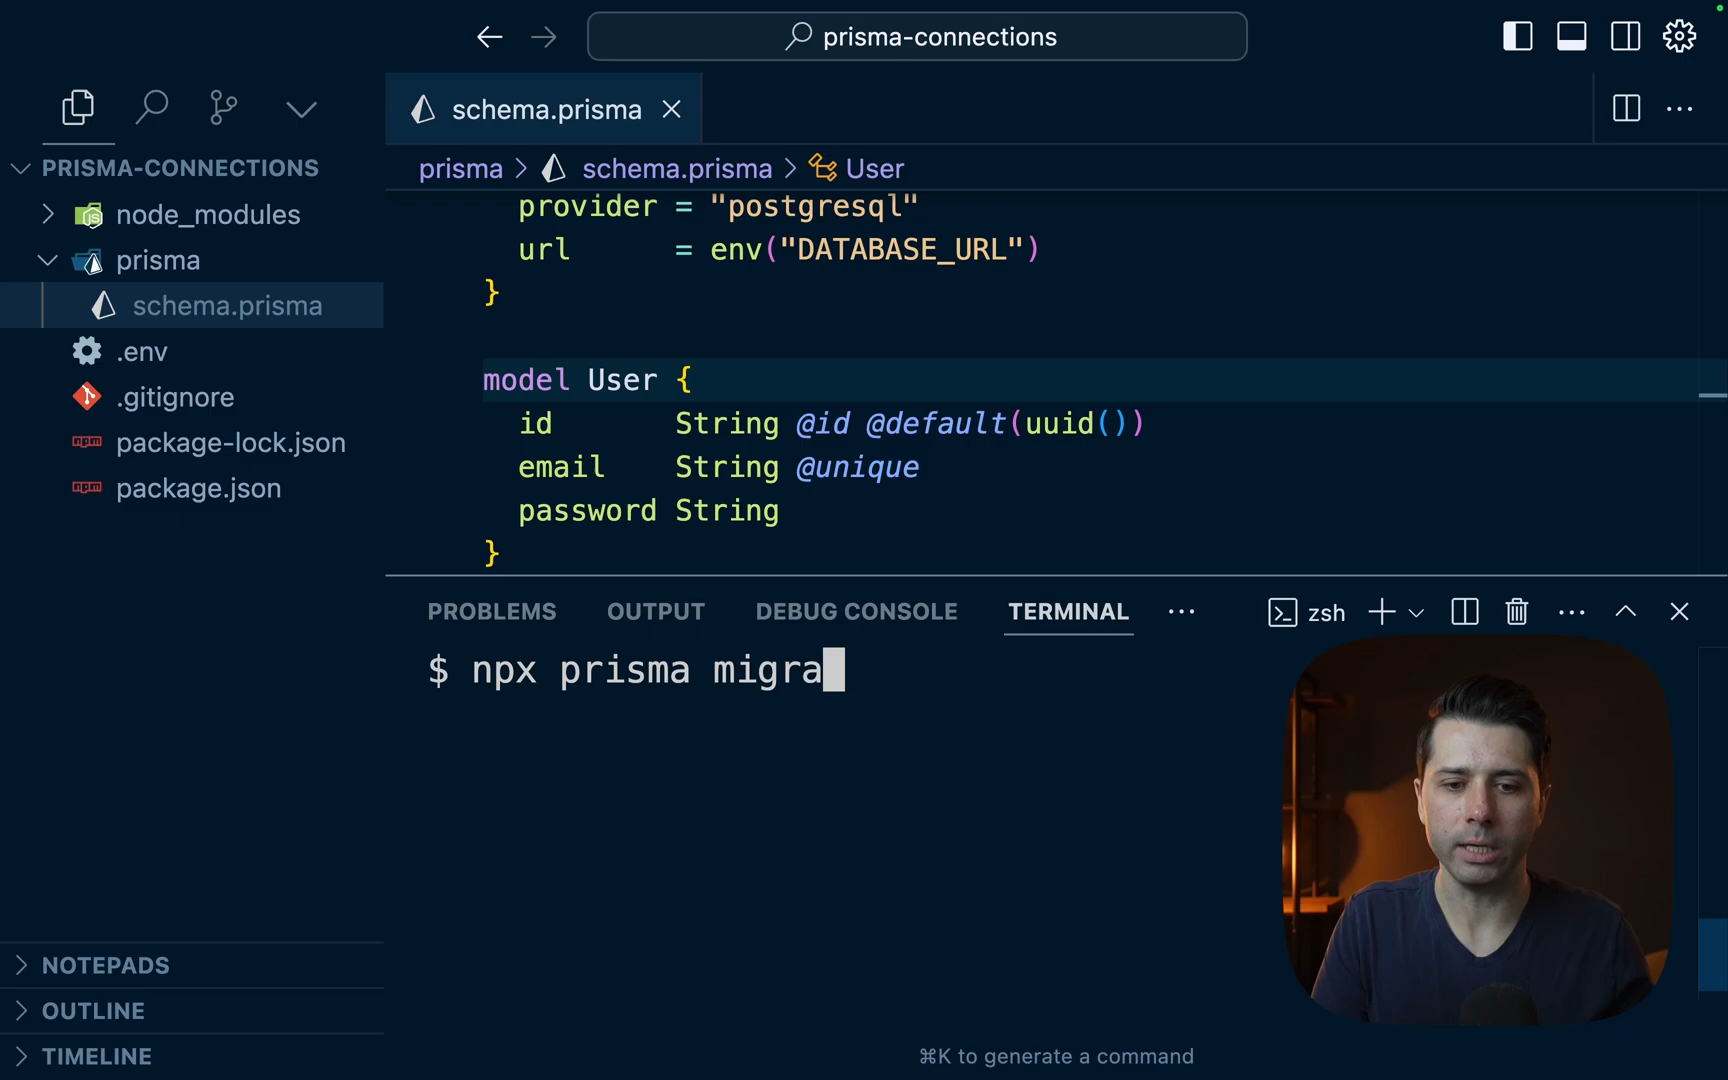 prisma-connections
schema.prisma
PRISMA-CONNECTIONS
node_modules
prisma
schema.prisma
.env
.gitignore
package-lock.json
package.json
NOTEPADS
OUTLINE
TIMELINE
prisma > schema.prisma > User
provider = "postgresql"
url = env("DATABASE_URL")
}
model User {
id String @id @default(uuid())
email String @unique
password String
}
PROBLEMS OUTPUT DEBUG CONSOLE TERMINAL ... zsh
$ npx prisma migra
⌘K to generate a command